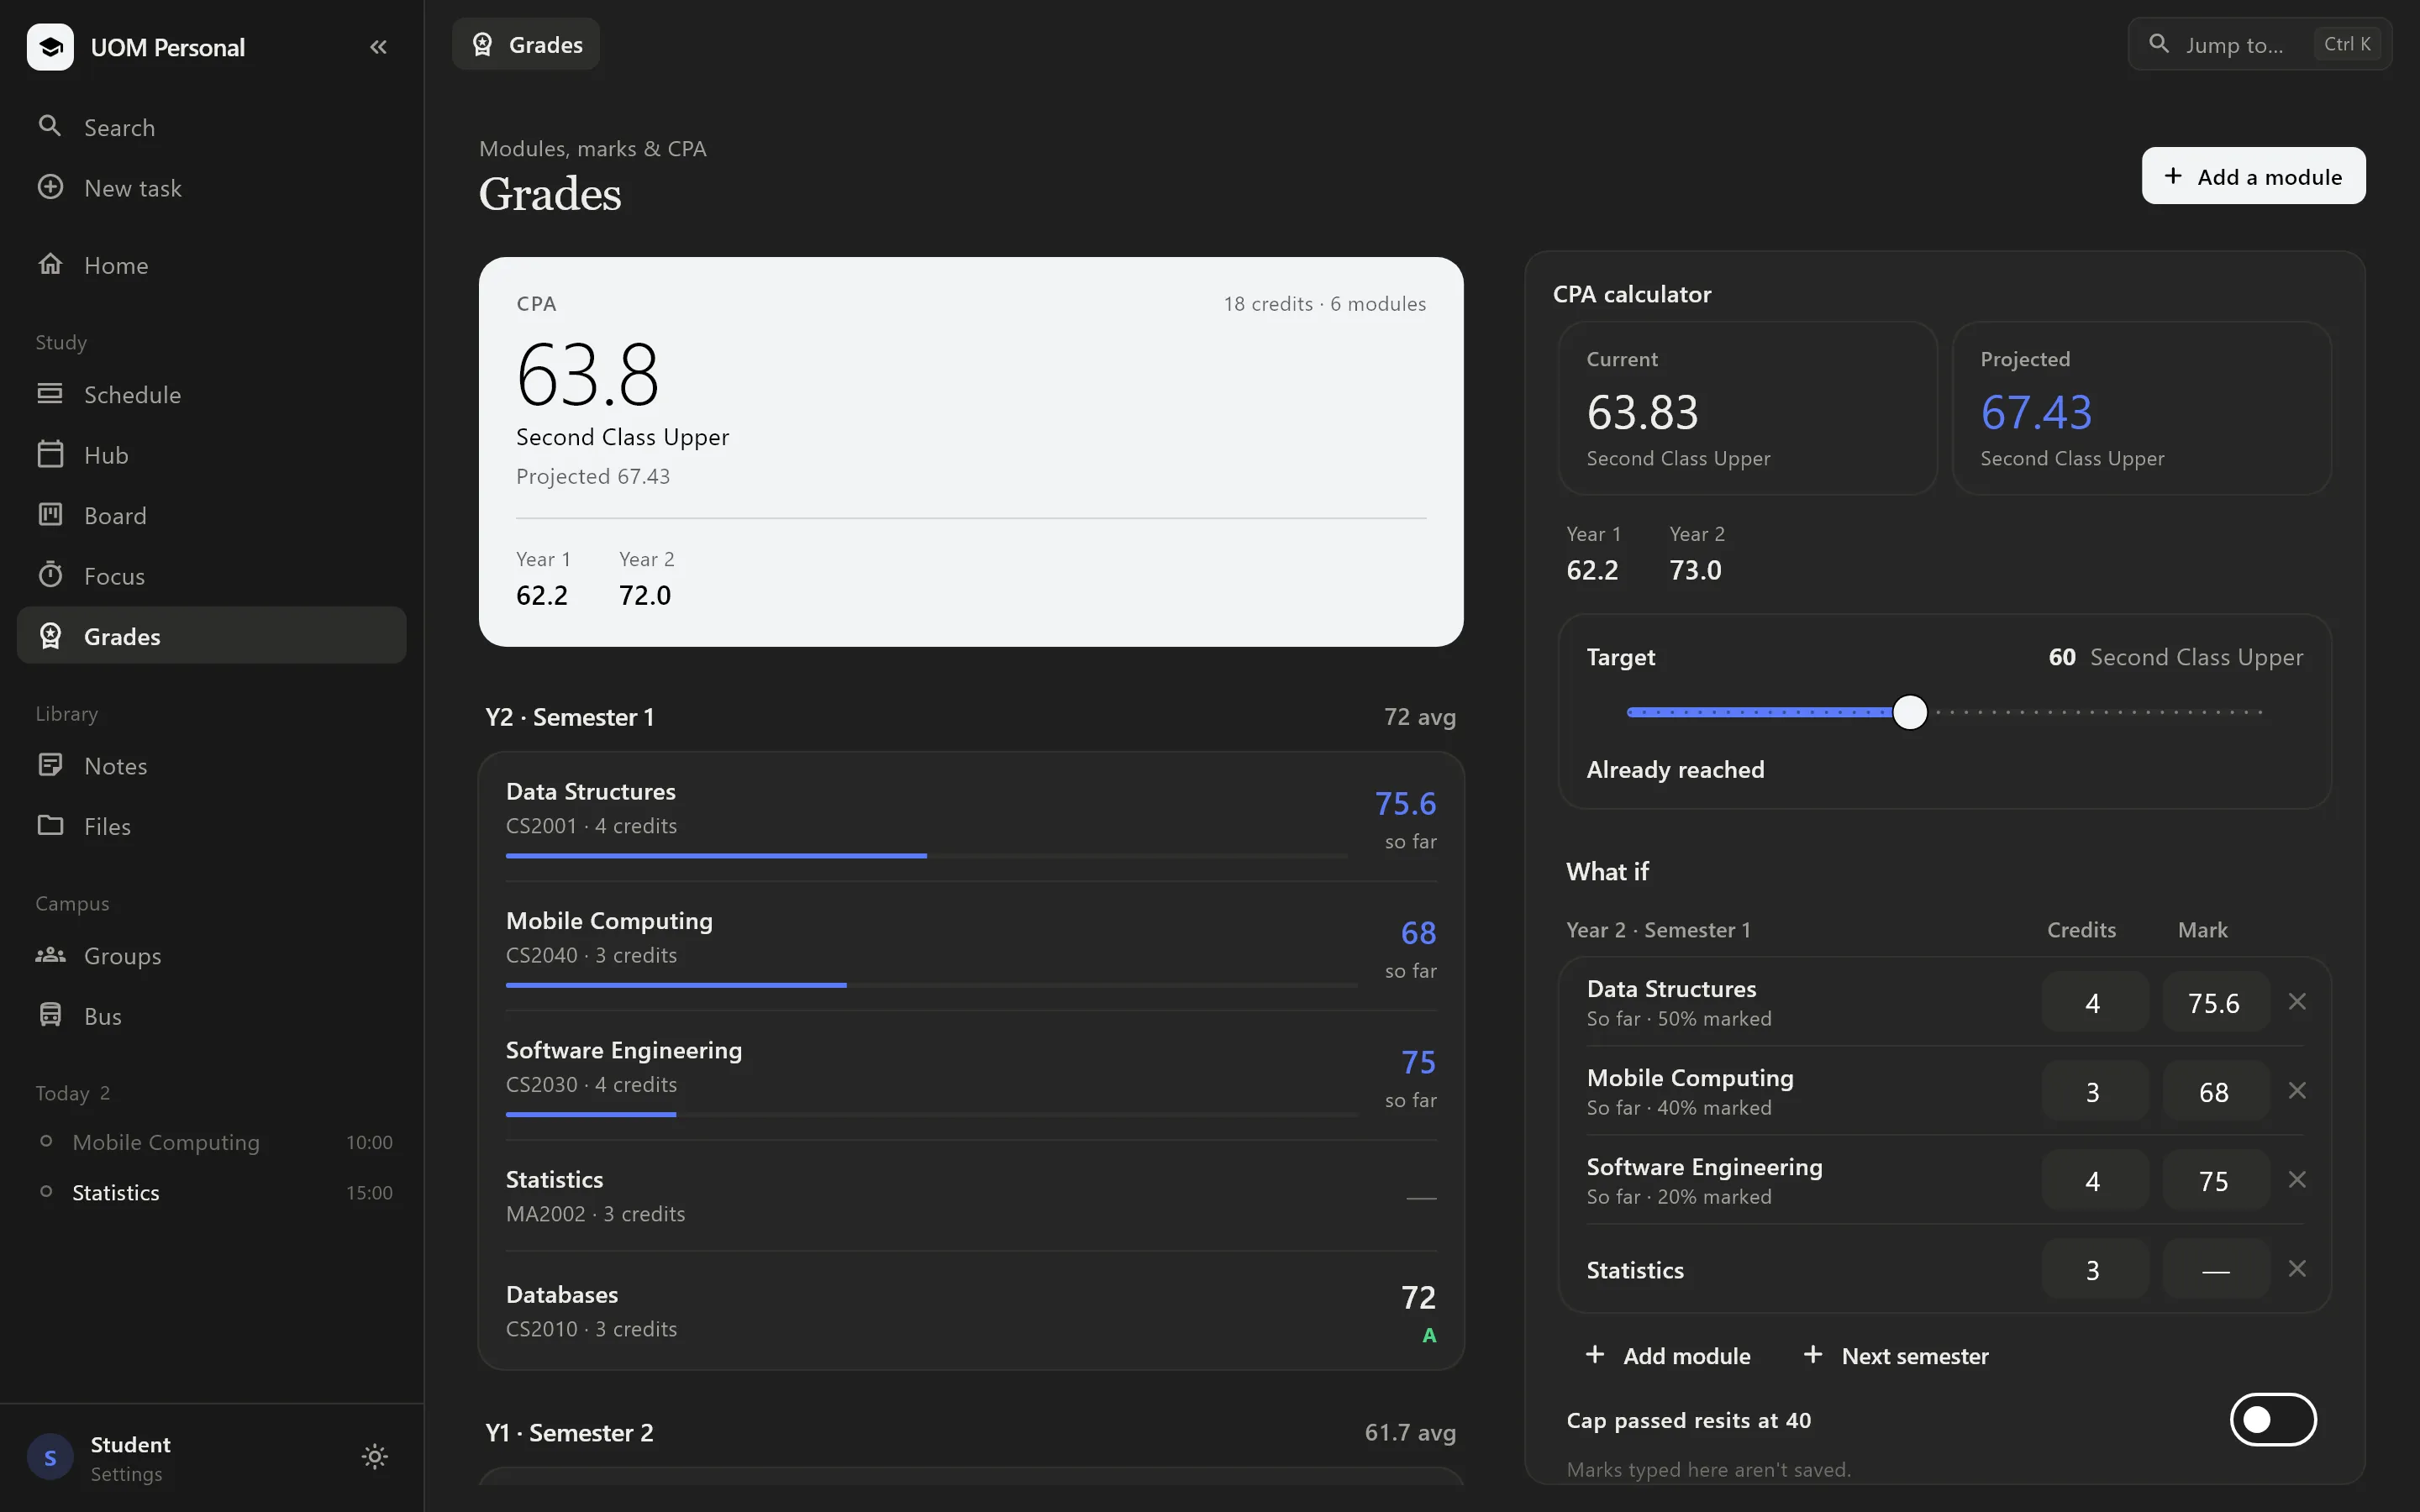 UOM Personal
Search
New task
Home
Study
Schedule
Hub
Board
Focus
Grades
Library
Notes
Files
Campus
Groups
Bus
Today 2
Mobile Computing 10:00
Statistics 15:00
S
Student
Settings
Grades
Jump to... Ctrl K
Modules, marks & CPA
Grades
+ Add a module
CPA 18 credits · 6 modules
63.8
Second Class Upper
Projected 67.43
Year 1 Year 2
62.2 72.0
Y2 · Semester 1 72 avg
Data Structures 75.6
CS2001 · 4 credits so far
Mobile Computing 68
CS2040 · 3 credits so far
Software Engineering 75
CS2030 · 4 credits so far
Statistics —
MA2002 · 3 credits
Databases 72
CS2010 · 3 credits A
Y1 · Semester 2 61.7 avg
CPA calculator
Current Projected
63.83 67.43
Second Class Upper Second Class Upper
Year 1 Year 2
62.2 73.0
Target 60 Second Class Upper
Already reached
What if
Year 2 · Semester 1 Credits Mark
Data Structures 4 75.6
So far · 50% marked
Mobile Computing 3 68
So far · 40% marked
Software Engineering 4 75
So far · 20% marked
Statistics 3 —
+ Add module + Next semester
Cap passed resits at 40
Marks typed here aren't saved.